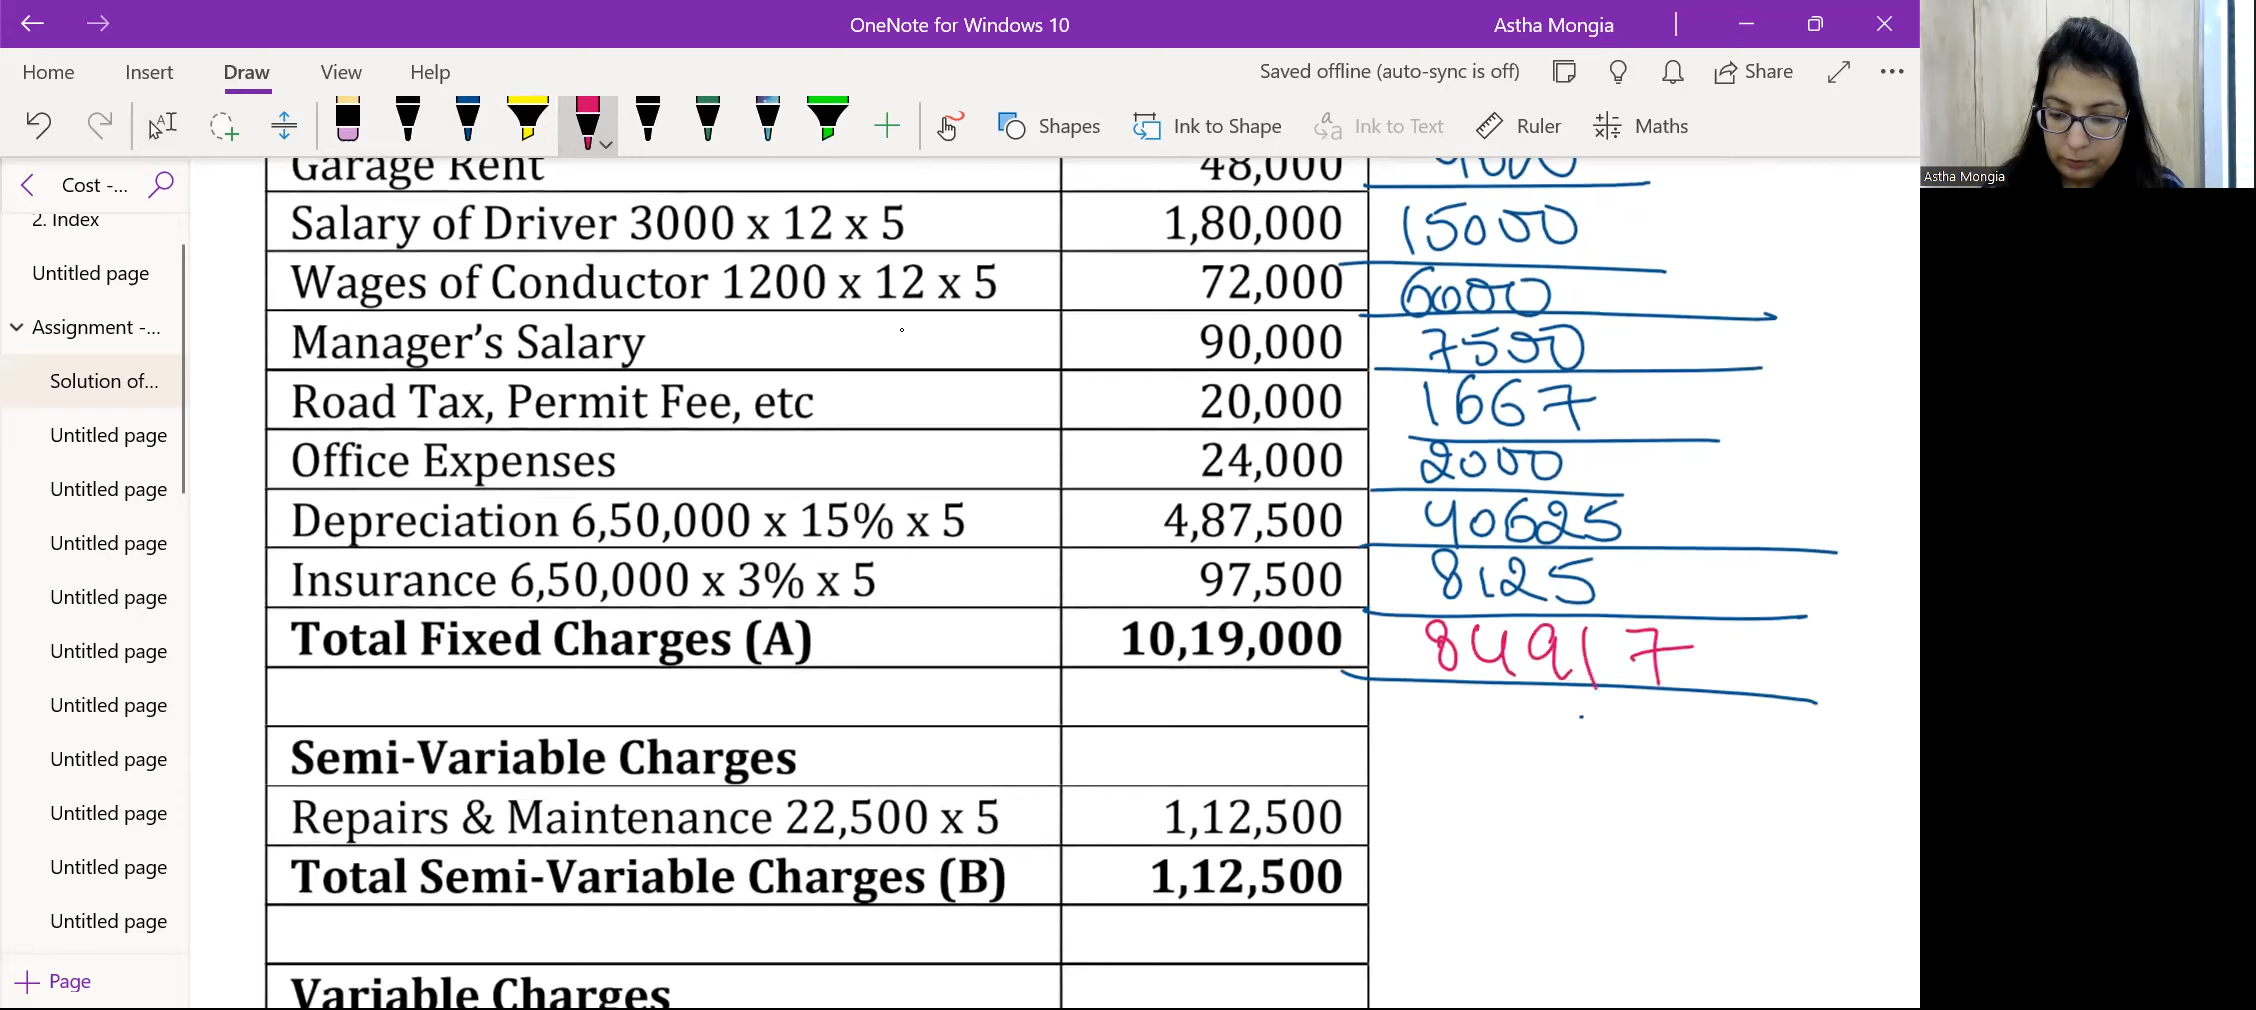 OneNote for Windows 10
Astha Mongia
Home Insert Draw View Help
Saved offline (auto-sync is off)
Share
Shapes
Ink to Shape
Ink to Text
Ruler
Maths
Cost -...
2. Index
Untitled page
Assignment -...
Solution of...
Untitled page
Untitled page
Untitled page
Untitled page
Untitled page
Untitled page
Untitled page
Untitled page
Untitled page
Untitled page
Page
Garage Rent 48,000 4000
Salary of Driver 3000 x 12 x 5 1,80,000 15000
Wages of Conductor 1200 x 12 x 5 72,000 6000
Manager's Salary 90,000 7500
Road Tax, Permit Fee, etc 20,000 1667
Office Expenses 24,000 2000
Depreciation 6,50,000 x 15% x 5 4,87,500 40625
Insurance 6,50,000 x 3% x 5 97,500 8125
Total Fixed Charges (A) 10,19,000 84917
Semi-Variable Charges
Repairs & Maintenance 22,500 x 5 1,12,500
Total Semi-Variable Charges (B) 1,12,500
Variable Charges
Astha Mongia